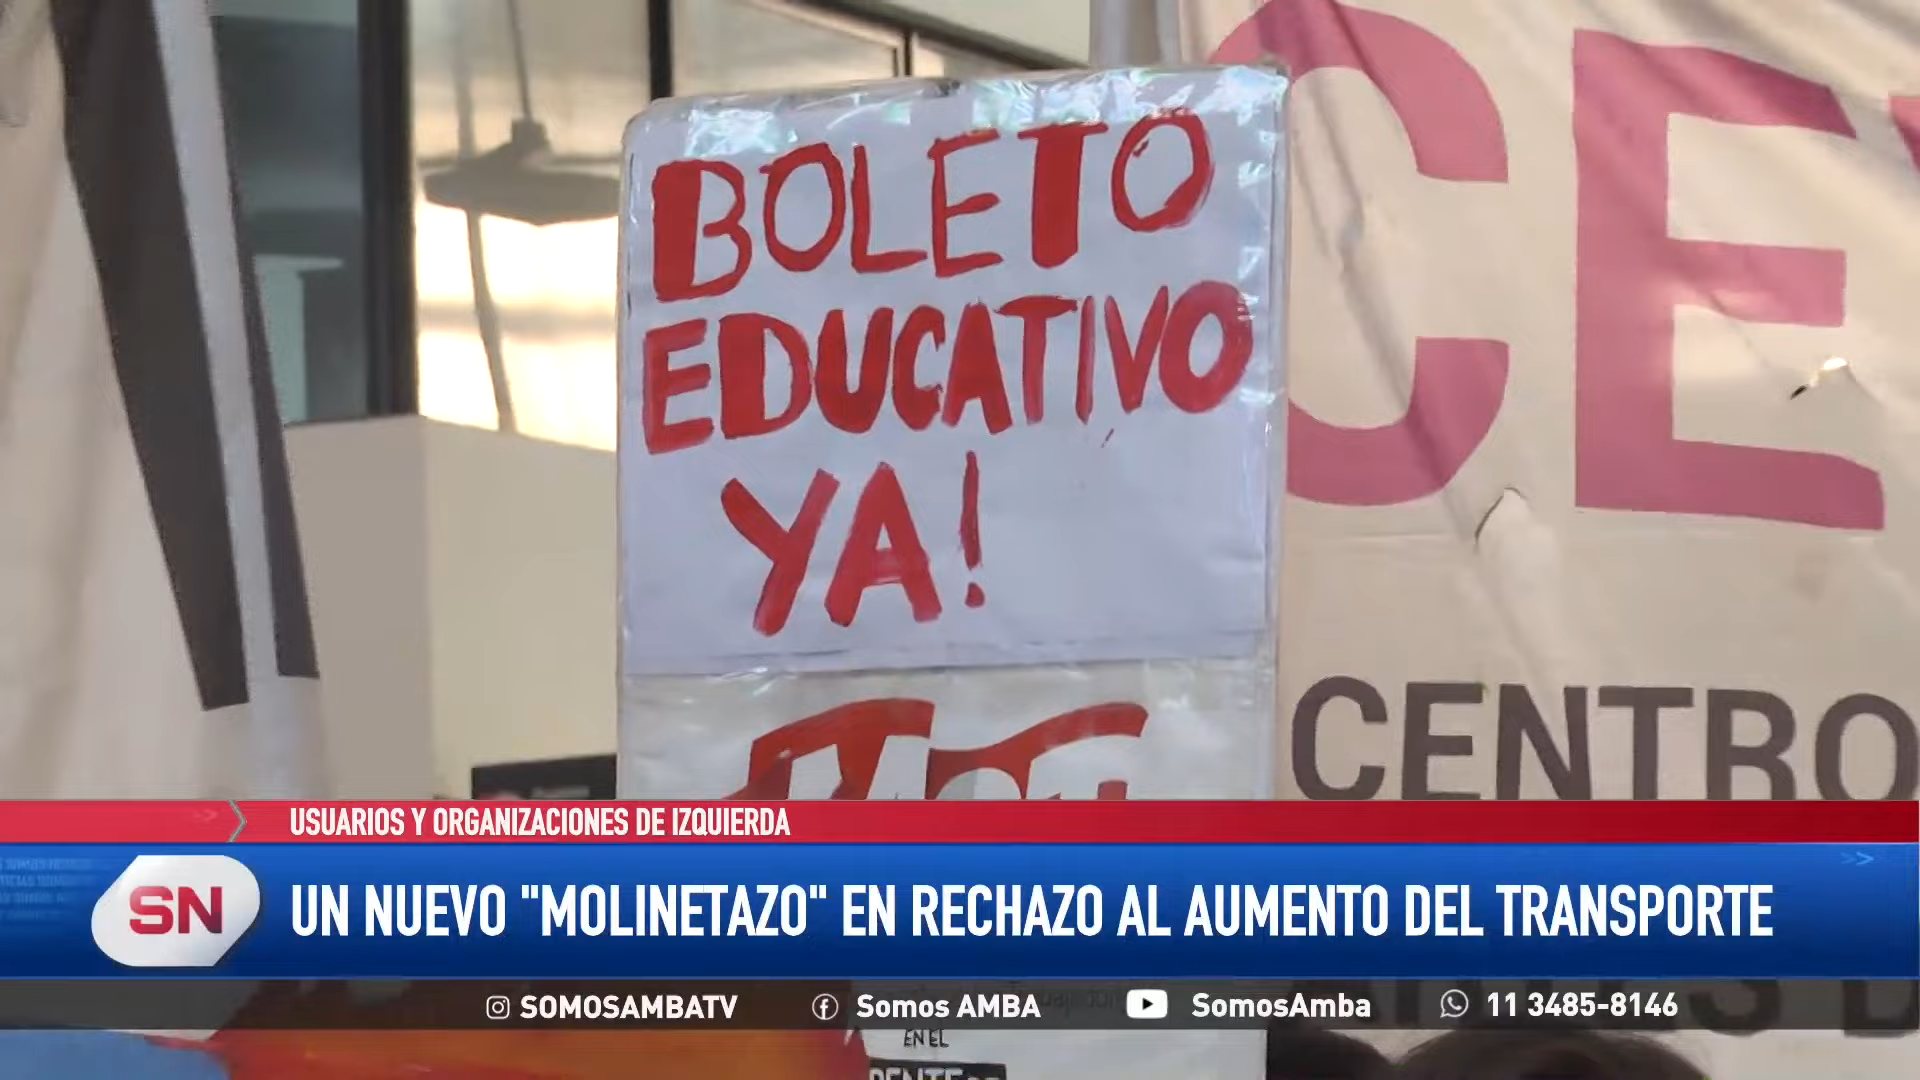 BOLETO
EDUCATIVO
YA!
CE
CENTRO
USUARIOS Y ORGANIZACIONES DE IZQUIERDA
SN
UN NUEVO "MOLINETAZO" EN RECHAZO AL AUMENTO DEL TRANSPORTE
SOMOSAMBATV
Somos AMBA
SomosAmba
11 3485-8146
EN EL